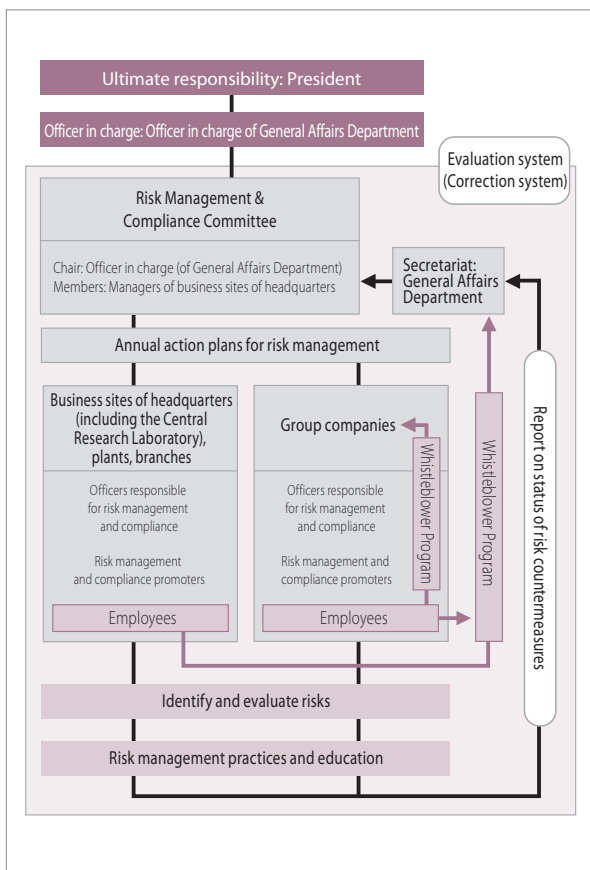 Ultimate responsibility: President
Officer in charge: Officer in charge of General Affairs Department
Evaluation system
(Correction system)
Risk Management &
Compliance Committee
Chair: Officer in charge (of General Affairs Department)
Members: Managers of business sites of headquarters
Secretariat:
General Affairs
Department
Annual action plans for risk management
Business sites of headquarters
(including the Central
Research Laboratory),
plants, branches
Officers responsible
for risk management
and compliance
Risk management
and compliance promoters
Employees
Group companies
Officers responsible
for risk management
and compliance
Risk management and
compliance promoters
Employees
Whistleblower Program
Whistleblower Program
Report on status of risk countermeasures
Identify and evaluate risks
Risk management practices and education